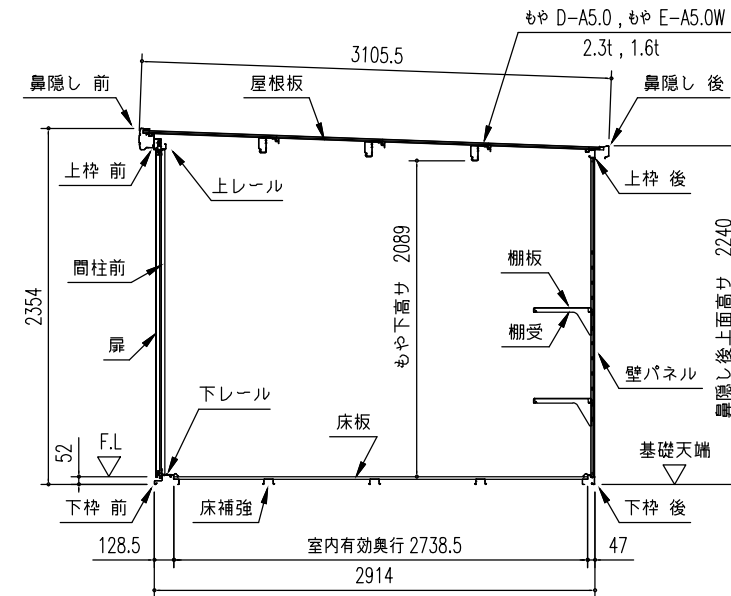 もや D-A5.0 , もや E-A5.0W
2.3t , 1.6t
3105.5
鼻隠し 前
屋根板
鼻隠し 後
上枠 前
上レール
上枠 後
間柱前
2354
もや下高サ 2089
棚板
棚受
扉
壁パネル
鼻隠し後上面高サ 2240
下レール
床板
F.L
52
基礎天端
下枠 前
床補強
下枠 後
128.5
室内有効奥行 2738.5
47
2914